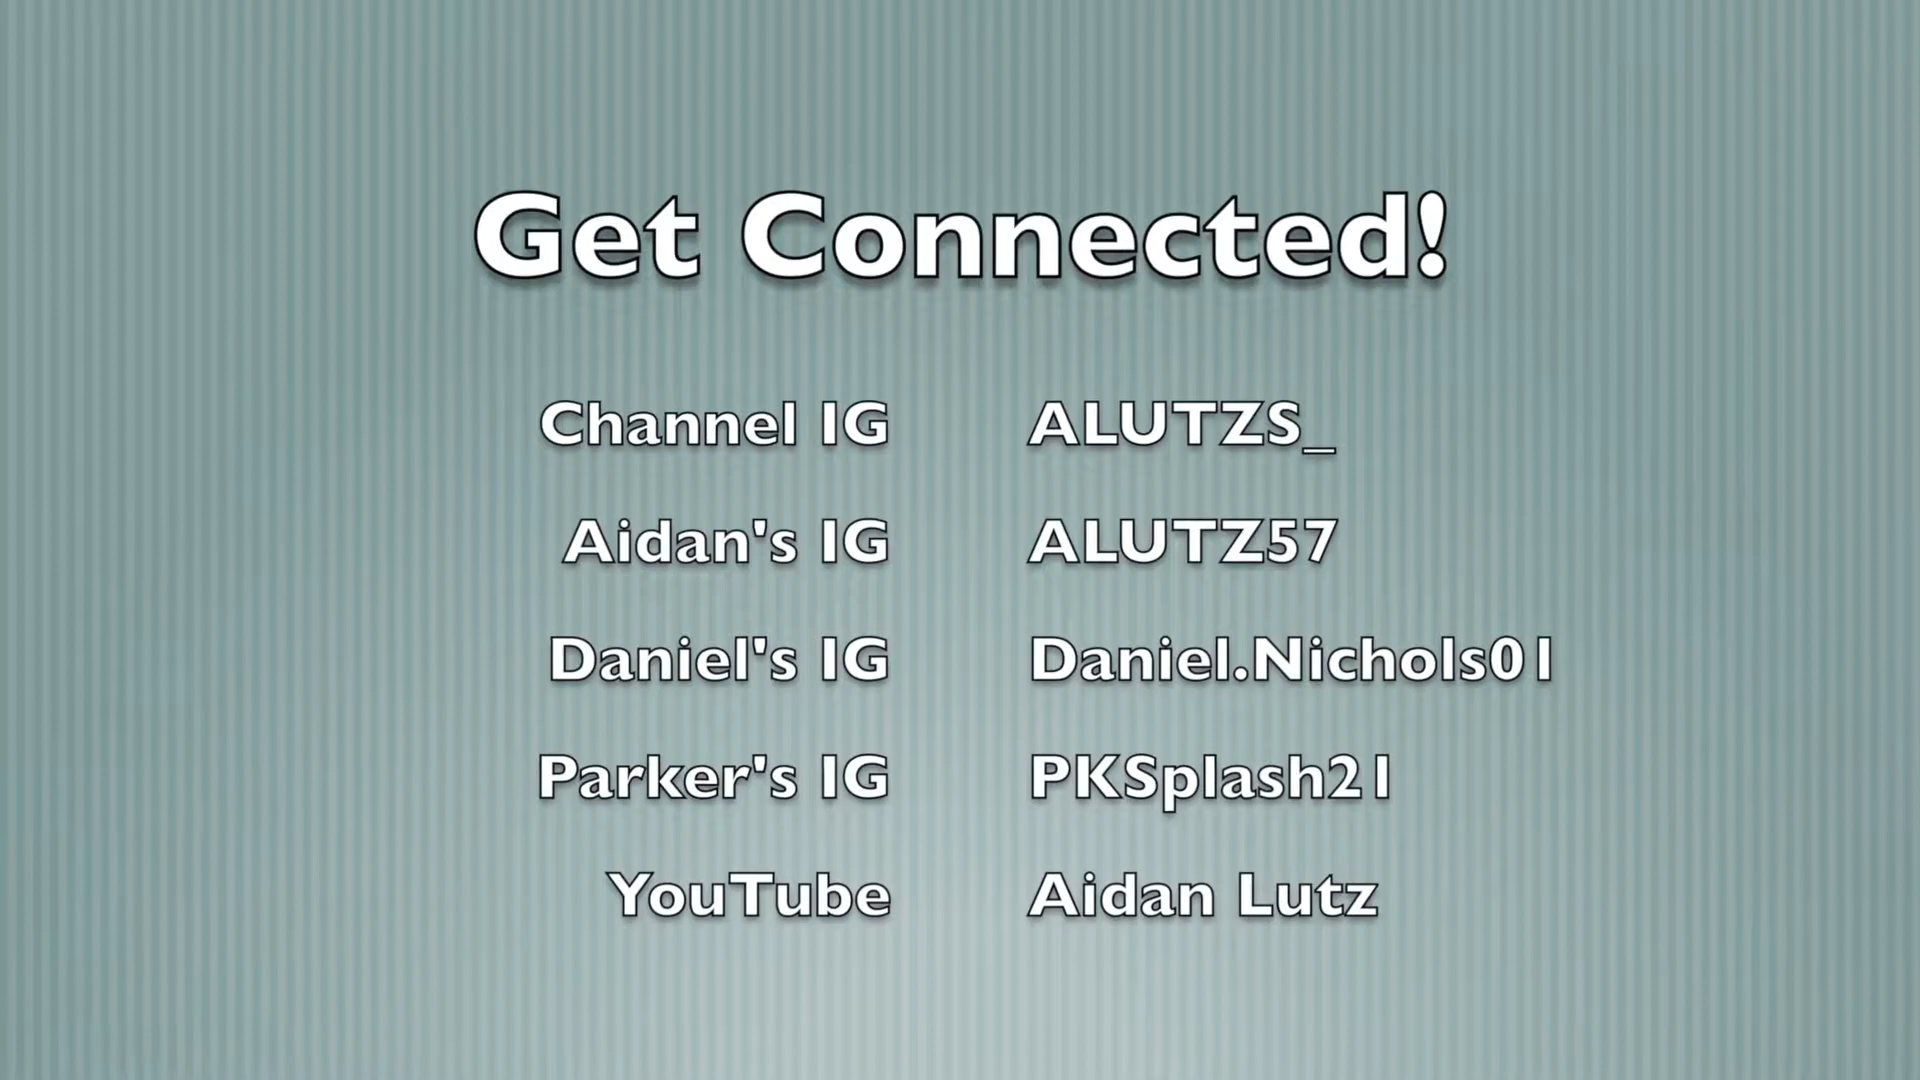 Get Connected!
Channel IG ALUTZS_
Aidan's IG ALUTZ57
Daniel's IG Daniel.Nichols01
Parker's IG PKSplash21
YouTube Aidan Lutz